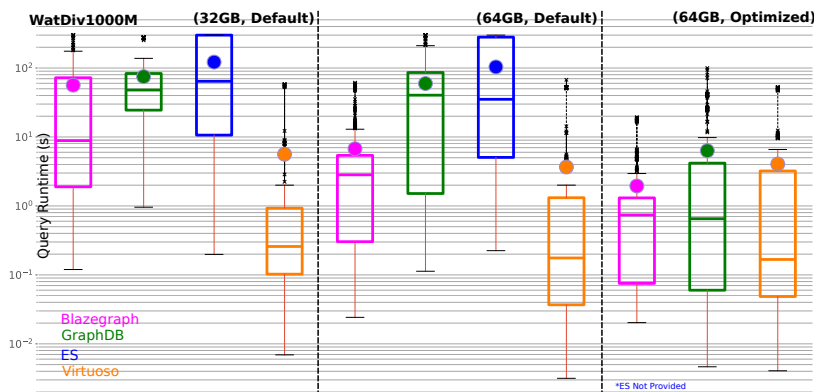 WatDiv1000M (32GB, Default) (64GB, Default) (64GB, Optimized)
Query Runtime (s)
10²
10¹
10⁰
10⁻¹
10⁻²
Blazegraph
GraphDB
ES
Virtuoso
*ES Not Provided